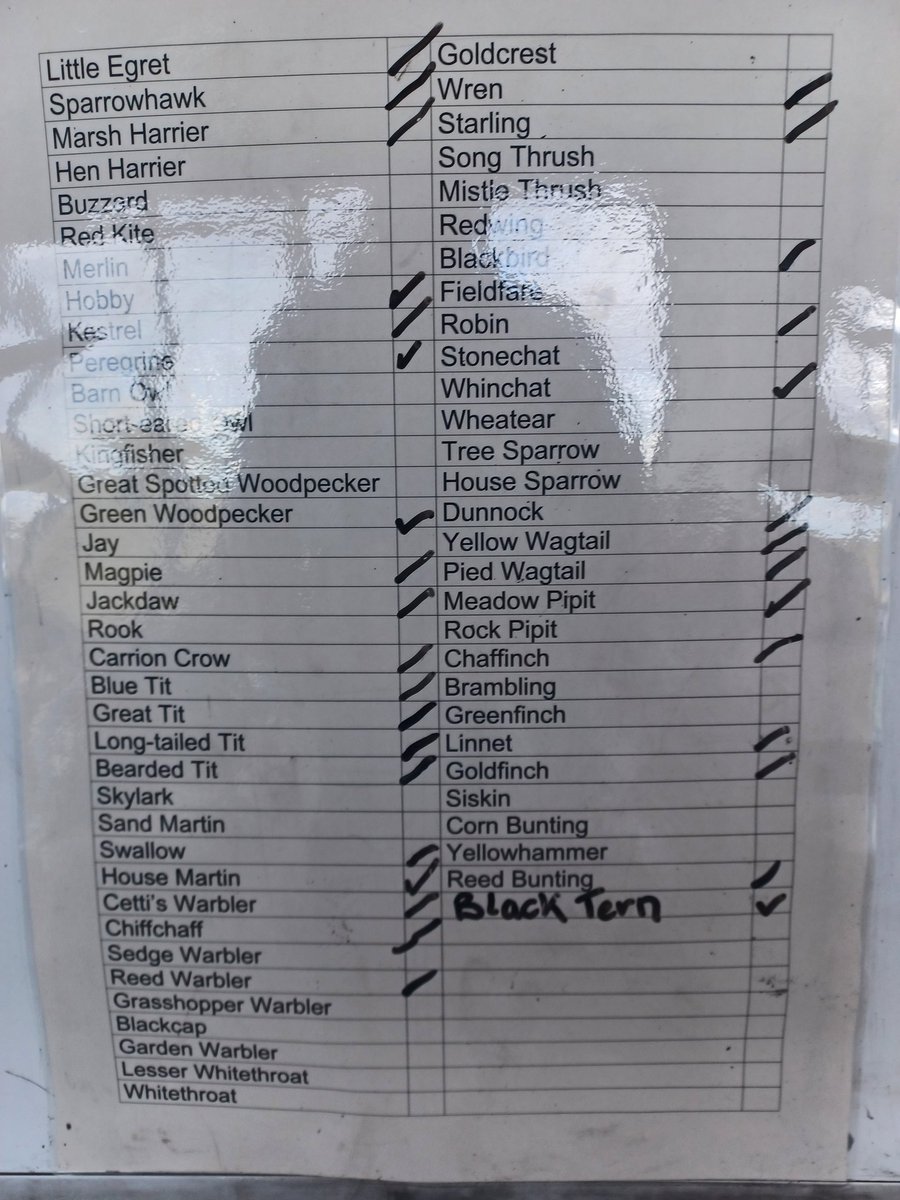 Little Egret
Sparrowhawk
Marsh Harrier
Hen Harrier
Buzzard
Red Kite
Merlin
Hobby
Kestrel
Peregrine
Barn Owl
Short-eared Owl
Kingfisher
Great Spotted Woodpecker
Green Woodpecker
Jay
Magpie
Jackdaw
Rook
Carrion Crow
Blue Tit
Great Tit
Long-tailed Tit
Bearded Tit
Skylark
Sand Martin
Swallow
House Martin
Cetti's Warbler
Chiffchaff
Sedge Warbler
Reed Warbler
Grasshopper Warbler
Blackcap
Garden Warbler
Lesser Whitethroat
Whitethroat
Goldcrest
Wren
Starling
Song Thrush
Mistle Thrush
Redwing
Blackbird
Fieldfare
Robin
Stonechat
Whinchat
Wheatear
Tree Sparrow
House Sparrow
Dunnock
Yellow Wagtail
Pied Wagtail
Meadow Pipit
Rock Pipit
Chaffinch
Brambling
Greenfinch
Linnet
Goldfinch
Siskin
Corn Bunting
Yellowhammer
Reed Bunting
Black Tern